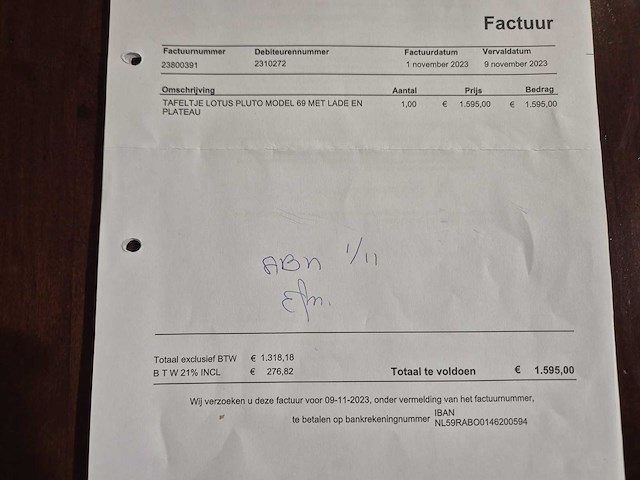 Factuur
Factuurnummer Debiteurennummer Factuurdatum Vervaldatum
23800391 2310272 1 november 2023 9 november 2023
Omschrijving Aantal Prijs Bedrag
TAFELTJE LOTUS PLUTO MODEL 69 MET LADE EN 1,00 € 1.595,00 € 1.595,00
PLATEAU
ABN 1/11
Totaal exclusief BTW € 1.318,18
B T W 21% INCL € 276,82 Totaal te voldoen € 1.595,00
Wij verzoeken u deze factuur voor 09-11-2023, onder vermelding van het factuurnummer,
te betalen op bankrekeningnummer IBAN
NL59RABO0146200594